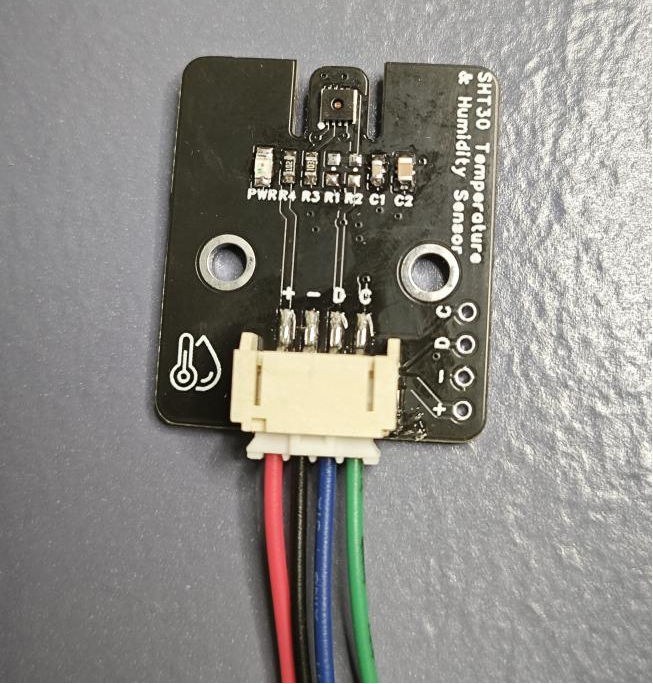 SHT30 Temperature
& Humidity Sensor
PWR R4 R3 R1 R2 C1 C2
+ - D C
C
D
-
+